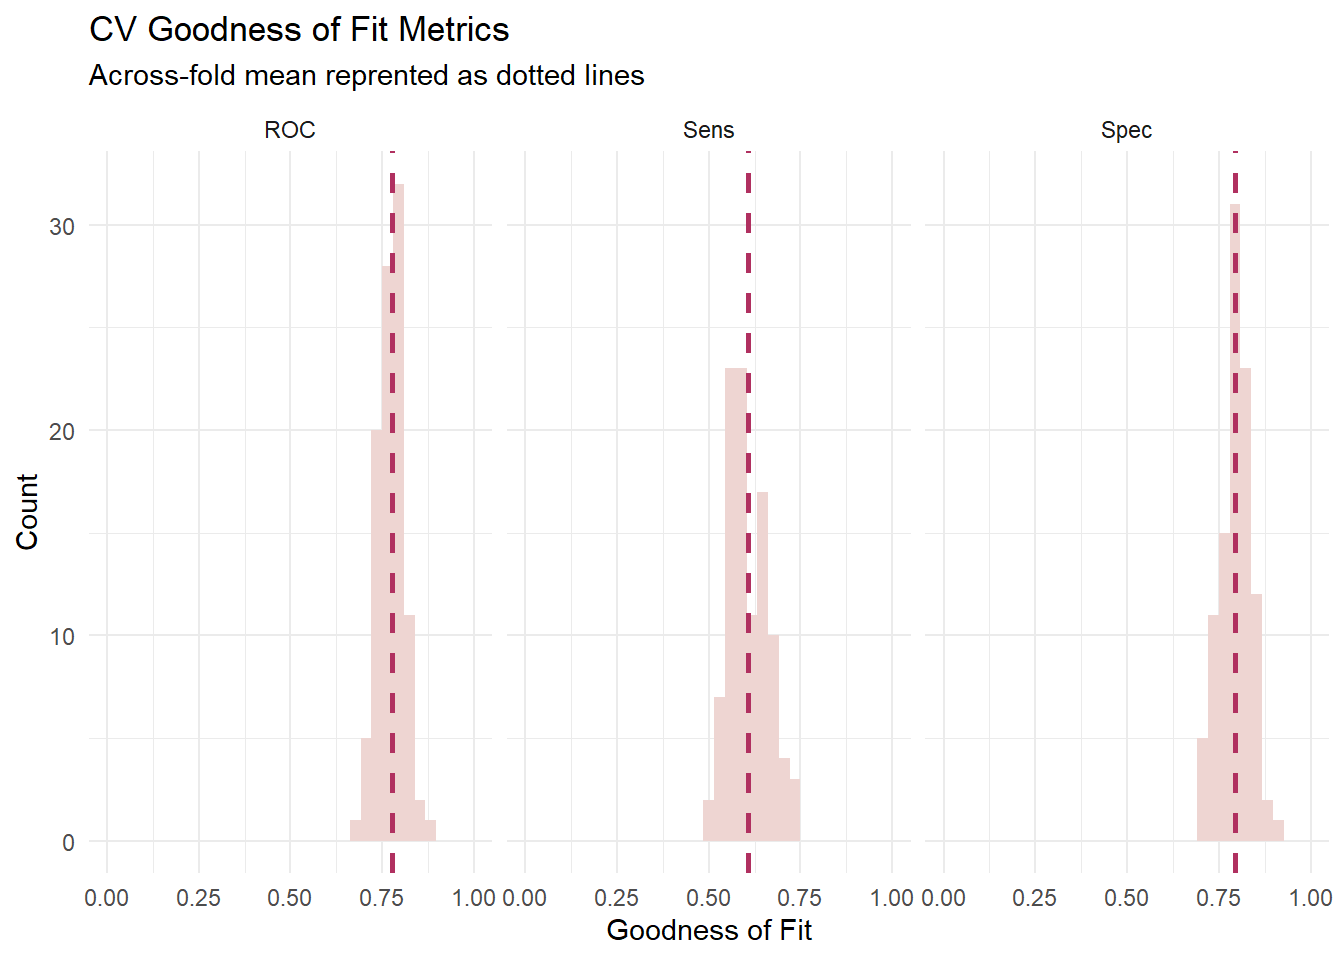 CV Goodness of Fit Metrics
Across-fold mean reprented as dotted lines
ROC Sens Spec
30
20
10
0
Count
0.00 0.25 0.50 0.75 1.00 0.00 0.25 0.50 0.75 1.00 0.00 0.25 0.50 0.75 1.00
Goodness of Fit